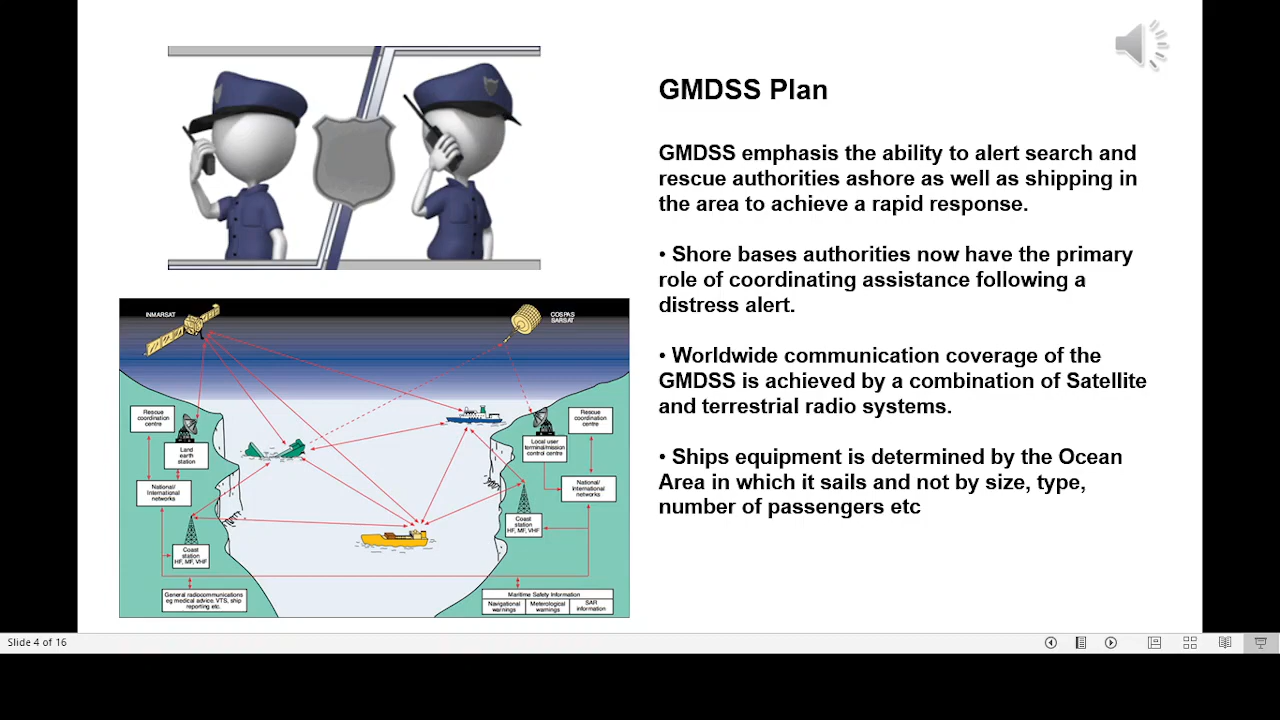 GMDSS Plan
GMDSS emphasis the ability to alert search and
rescue authorities ashore as well as shipping in
the area to achieve a rapid response.
• Shore bases authorities now have the primary
role of coordinating assistance following a
distress alert.
• Worldwide communication coverage of the
GMDSS is achieved by a combination of Satellite
and terrestrial radio systems.
• Ships equipment is determined by the Ocean
Area in which it sails and not by size, type,
number of passengers etc
INMARSAT
COSPAS
SARSAT
Rescue
coordination
centre
Land
earth
station
National/
International
networks
Coast
station
HF, MF, VHF
General radiocommunications
eg medical advice, VTS, ship
reporting etc.
Rescue
coordination
centre
Local user
terminal/mission
control centre
National/
international
networks
Coast
station
HF, MF, VHF
Maritime Safety Information
Navigational
warnings
Meterological
warnings
SAR
information
Slide 4 of 16